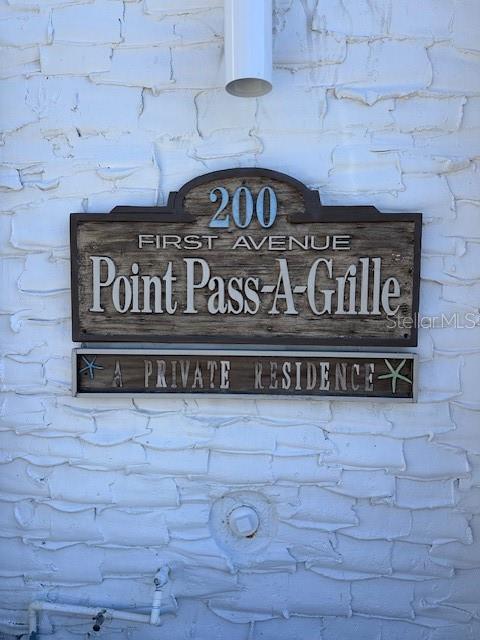 200
FIRST AVENUE
Point Pass-A-Grille
StellarMLS
A PRIVATE RESIDENCE